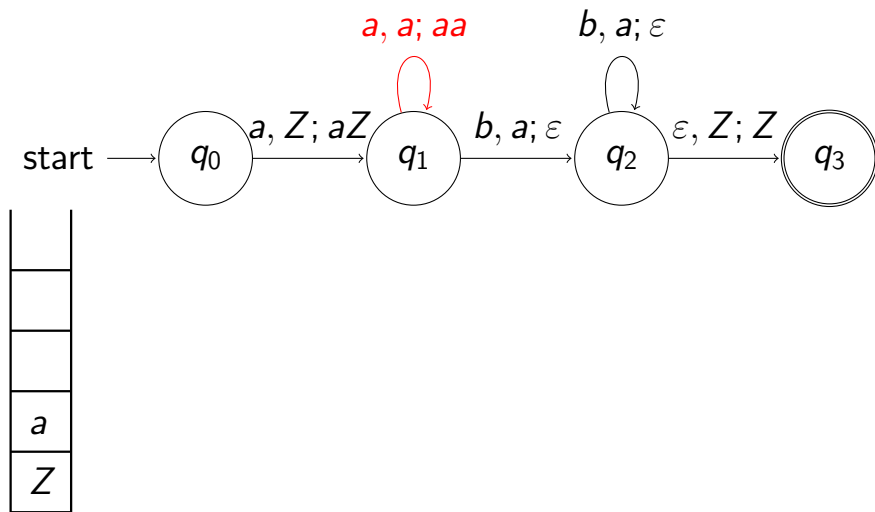 a, a; aa
b, a; ε
start
q₀
a, Z; aZ
q₁
b, a; ε
q₂
ε, Z; Z
q₃
a
Z